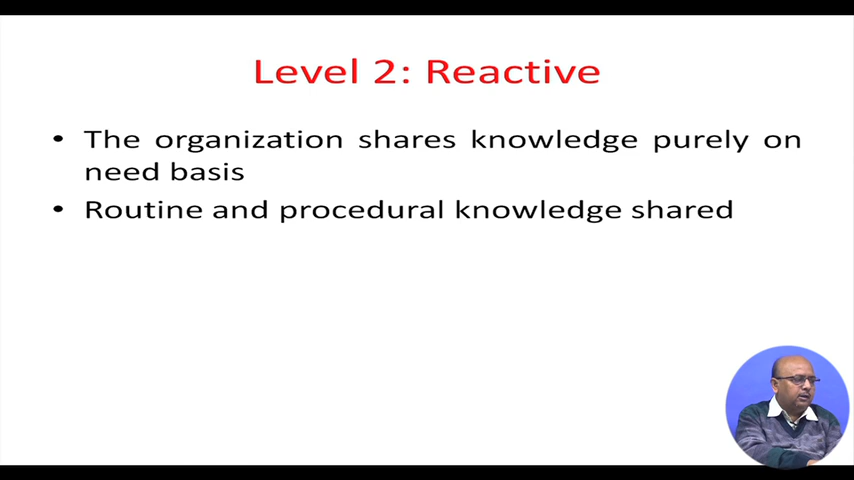 Level 2: Reactive
• The organization shares knowledge purely on
need basis
• Routine and procedural knowledge shared